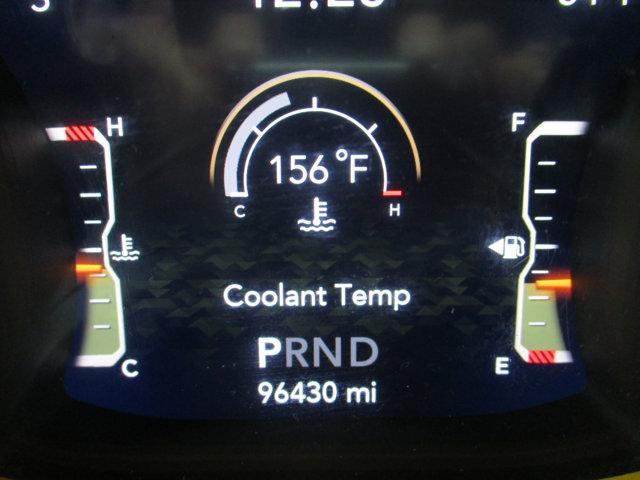 S
H
F
156°F
C
H
Coolant Temp
C
E
PRND
96430 mi